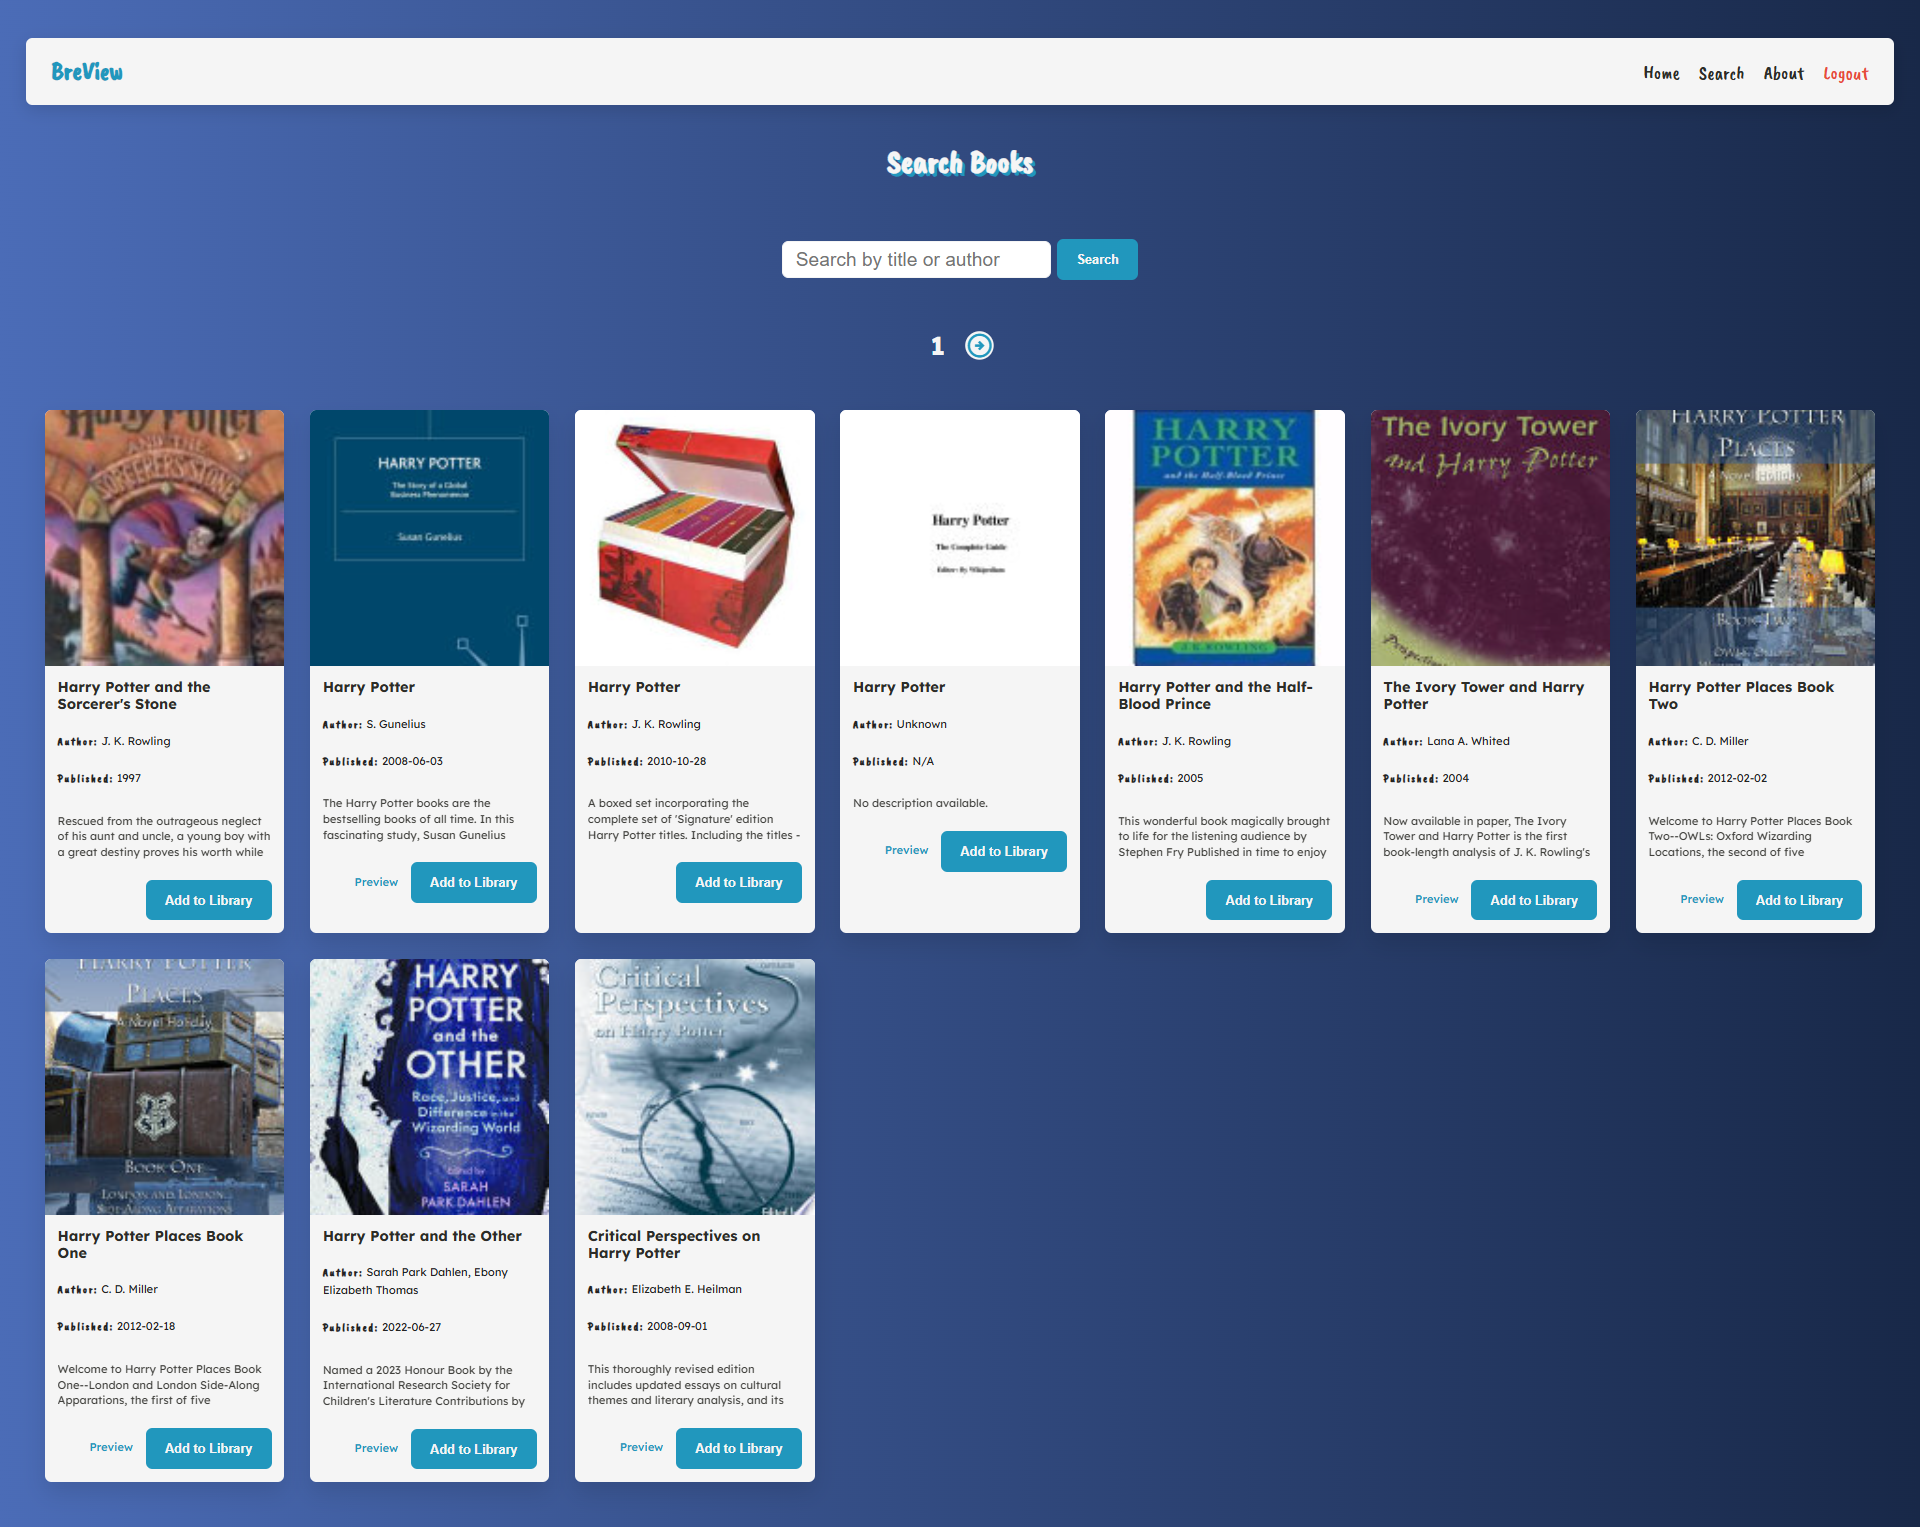 BreView
Home Search About Logout
Search Books
Search by title or author Search
1
Harry Potter
AND THE
SORCERER'S STONE
Harry Potter and the
Sorcerer's Stone
Author: J. K. Rowling
Published: 1997
Rescued from the outrageous neglect
of his aunt and uncle, a young boy with
a great destiny proves his worth while
Add to Library
HARRY POTTER
The Story of a Global
Business Phenomenon
Susan Gunelius
Harry Potter
Author: S. Gunelius
Published: 2008-06-03
The Harry Potter books are the
bestselling books of all time. In this
fascinating study, Susan Gunelius
Preview Add to Library
Harry Potter
Author: J. K. Rowling
Published: 2010-10-28
A boxed set incorporating the
complete set of 'Signature' edition
Harry Potter titles. Including the titles -
Add to Library
Harry Potter
The Complete Guide
Editor: By Wikipedians
Harry Potter
Author: Unknown
Published: N/A
No description available.
Preview Add to Library
HARRY
POTTER
and the Half-Blood Prince
J.K. ROWLING
Harry Potter and the Half-
Blood Prince
Author: J. K. Rowling
Published: 2005
This wonderful book magically brought
to life for the listening audience by
Stephen Fry Published in time to enjoy
Add to Library
The Ivory Tower
and Harry Potter
The Ivory Tower and Harry
Potter
Author: Lana A. Whited
Published: 2004
Now available in paper, The Ivory
Tower and Harry Potter is the first
book-length analysis of J. K. Rowling's
Preview Add to Library
HARRY POTTER
PLACES
A Novel Holiday
BOOK TWO
OWLS: OXFORD
Harry Potter Places Book
Two
Author: C. D. Miller
Published: 2012-02-02
Welcome to Harry Potter Places Book
Two--OWLs: Oxford Wizarding
Locations, the second of five
Preview Add to Library
HARRY POTTER
PLACES
A Novel Holiday
BOOK ONE
LONDON AND LONDON
SIDE-ALONG APPARATIONS
Harry Potter Places Book
One
Author: C. D. Miller
Published: 2012-02-18
Welcome to Harry Potter Places Book
One--London and London Side-Along
Apparations, the first of five
Preview Add to Library
HARRY
POTTER
and the
OTHER
Race, Justice, and
Difference in the
Wizarding World
Edited by
SARAH
PARK DAHLEN
Harry Potter and the Other
Author: Sarah Park Dahlen, Ebony
Elizabeth Thomas
Published: 2022-06-27
Named a 2023 Honour Book by the
International Research Society for
Children's Literature Contributions by
Preview Add to Library
Critical
Perspectives
on Harry Potter
Critical Perspectives on
Harry Potter
Author: Elizabeth E. Heilman
Published: 2008-09-01
This thoroughly revised edition
includes updated essays on cultural
themes and literary analysis, and its
Preview Add to Library